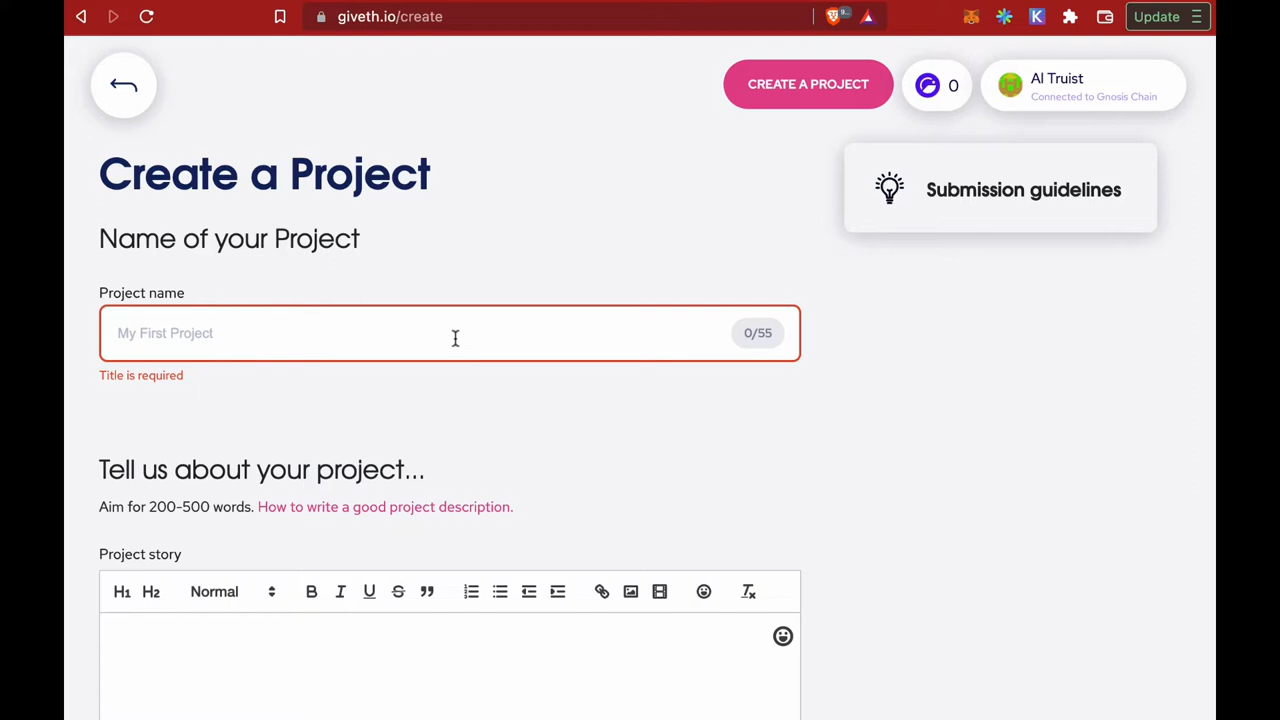 giveth.io/create
9...
K
Update
CREATE A PROJECT
0
Al Truist
Connected to Gnosis Chain
Create a Project
Submission guidelines
Name of your Project
Project name
My First Project
0/55
Title is required
Tell us about your project...
Aim for 200-500 words. How to write a good project description.
Project story
H1 H2 Normal B I U S